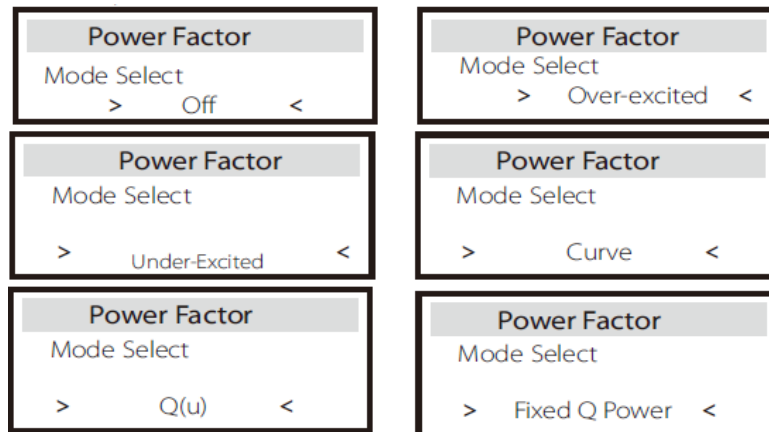 Power Factor
Mode Select
> Off <
Power Factor
Mode Select
> Over-excited <
Power Factor
Mode Select
> Under-Excited <
Power Factor
Mode Select
> Curve <
Power Factor
Mode Select
> Q(u) <
Power Factor
Mode Select
> Fixed Q Power <